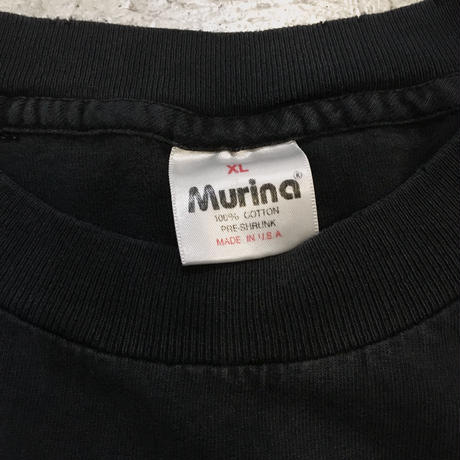 XL
Murina®
100% COTTON
PRE-SHRUNK
MADE IN U.S.A